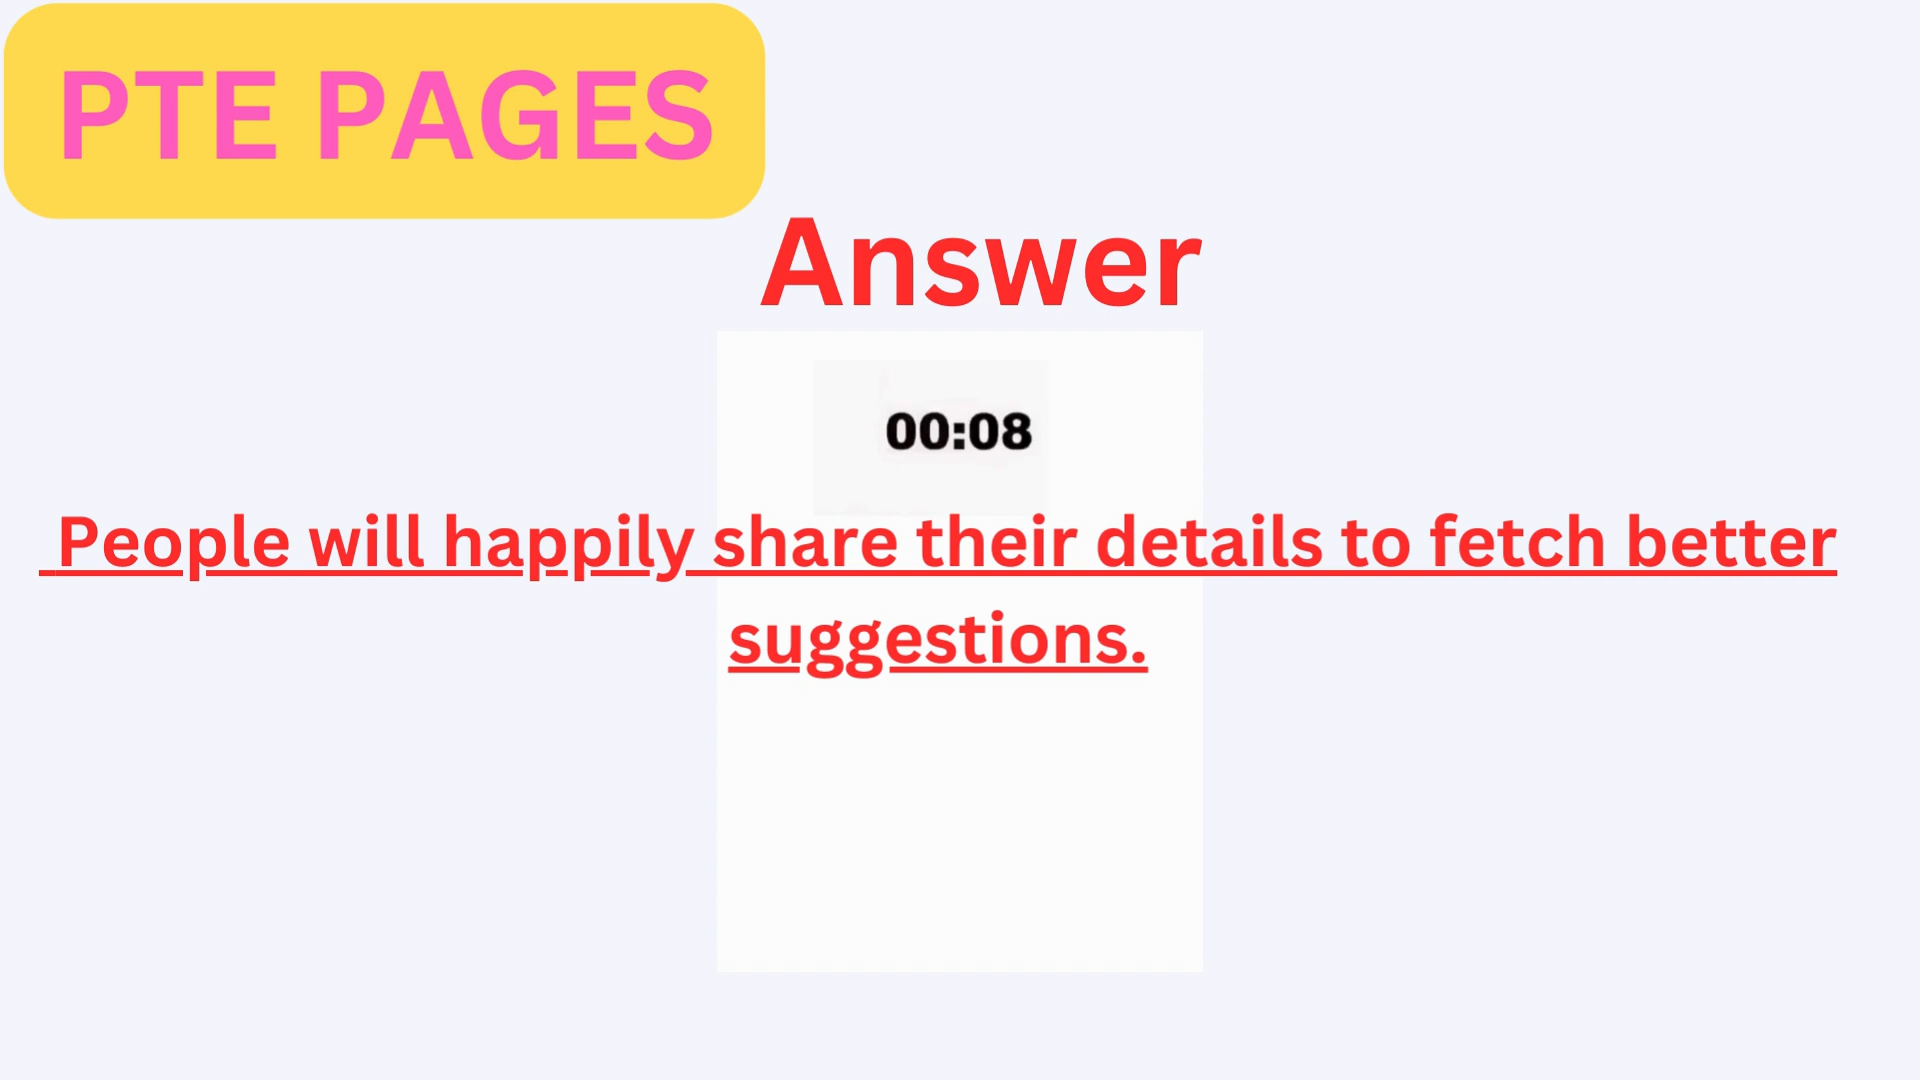 PTE PAGES
Answer
00:08
People will happily share their details to fetch better
suggestions.